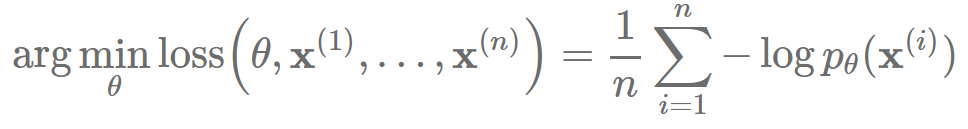 arg min_θ loss(θ, x^(1), …, x^(n)) = 1/n ∑_{i=1}^{n} − log p_θ(x^(i))